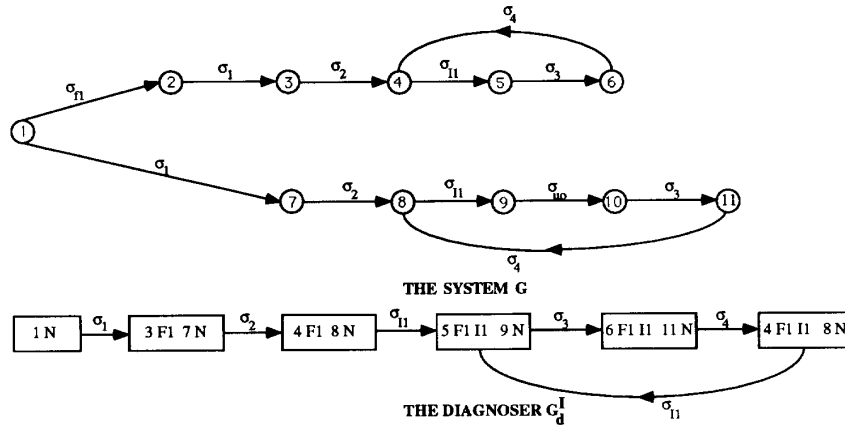 σ4
2 σ1 3 σ2 4 σI1 5 σ3 6
σf1
1
σ1
7 σ2 8 σI1 9 σuo 10 σ3 11
σ4
THE SYSTEM G
1 N σ1 3 F1 7 N σ2 4 F1 8 N σI1 5 F1 I1 9 N σ3 6 F1 I1 11 N σ4 4 F1 I1 8 N
THE DIAGNOSER G_d^I σI1